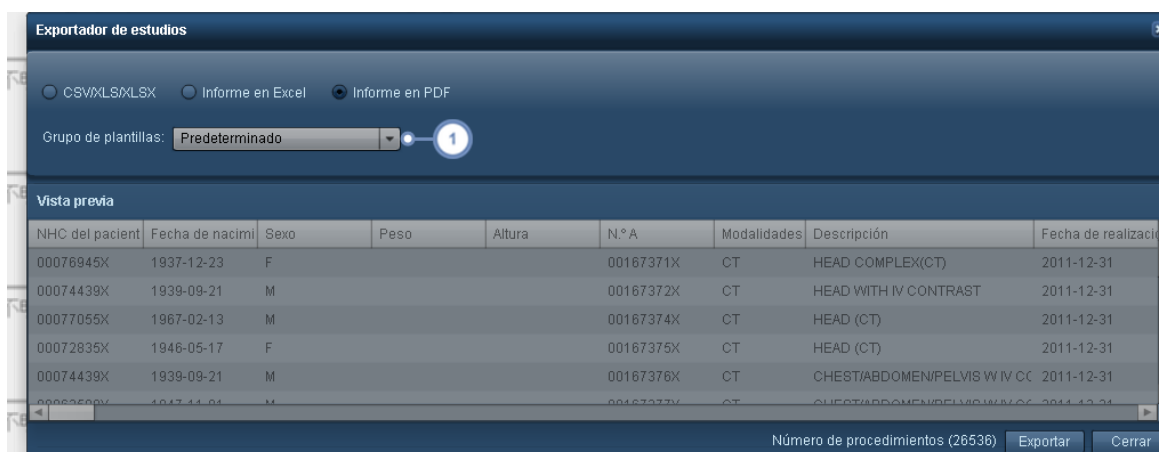 Exportador de estudios
CSV/XLS/XLSX Informe en Excel Informe en PDF
Grupo de plantillas: Predeterminado 1
Vista previa
NHC del pacient Fecha de nacimi Sexo Peso Altura N.º A Modalidades Descripción Fecha de realizació
00076945X 1937-12-23 F 00167371X CT HEAD COMPLEX(CT) 2011-12-31
00074439X 1939-09-21 M 00167372X CT HEAD WITH IV CONTRAST 2011-12-31
00077055X 1967-02-13 M 00167374X CT HEAD (CT) 2011-12-31
00072835X 1946-05-17 F 00167375X CT HEAD (CT) 2011-12-31
00074439X 1939-09-21 M 00167376X CT CHEST/ABDOMEN/PELVIS W IV CC 2011-12-31
Número de procedimientos (26536) Exportar Cerrar